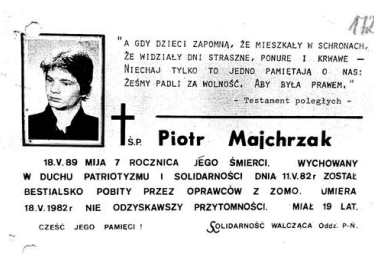 172
"A GDY DZIECI ZAPOMNĄ, ŻE MIESZKAŁY W SCHRONACH,
ŻE WIDZIAŁY DNI STRASZNE, PONURE I KRWAWE —
NIECHAJ TYLKO TO JEDNO PAMIĘTAJĄ O NAS:
ŻEŚMY PADLI ZA WOLNOŚĆ. ABY BYŁA PRAWEM."
- Testament poległych -
Ś.P. Piotr Majchrzak
18.V.89 MIJA 7 ROCZNICA JEGO ŚMIERCI. WYCHOWANY
W DUCHU PATRIOTYZMU I SOLIDARNOŚCI DNIA 11.V.82r ZOSTAŁ
BESTIALSKO POBITY PRZEZ OPRAWCÓW Z ZOMO. UMIERA
18.V.1982r NIE ODZYSKAWSZY PRZYTOMNOŚCI. MIAŁ 19 LAT.
CZEŚĆ JEGO PAMIĘCI! SOLIDARNOŚĆ WALCZĄCA Oddz. P-Ń.